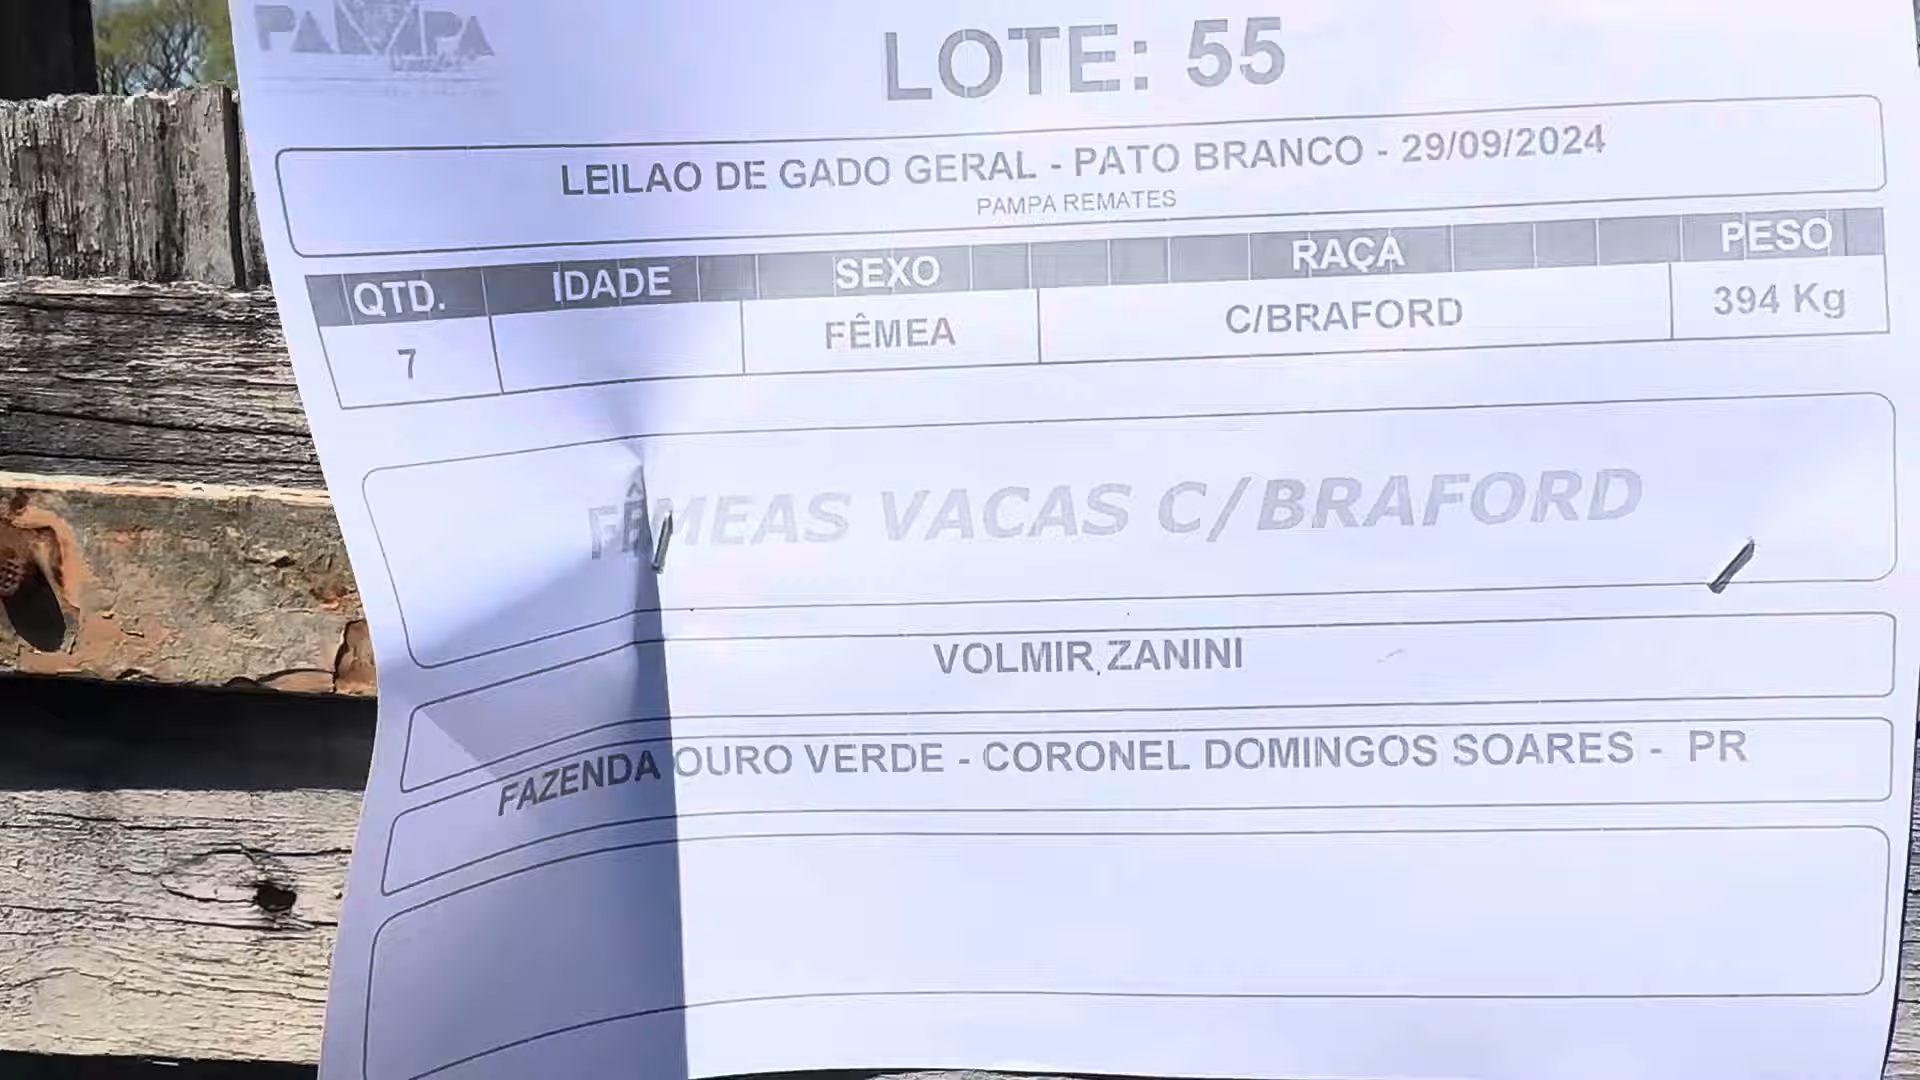 PAMPA
LOTE: 55
LEILAO DE GADO GERAL - PATO BRANCO - 29/09/2024
PAMPA REMATES
QTD. IDADE SEXO RAÇA PESO
7 FÊMEA C/BRAFORD 394 Kg
FÊMEAS VACAS C/BRAFORD
VOLMIR ZANINI
FAZENDA OURO VERDE - CORONEL DOMINGOS SOARES - PR